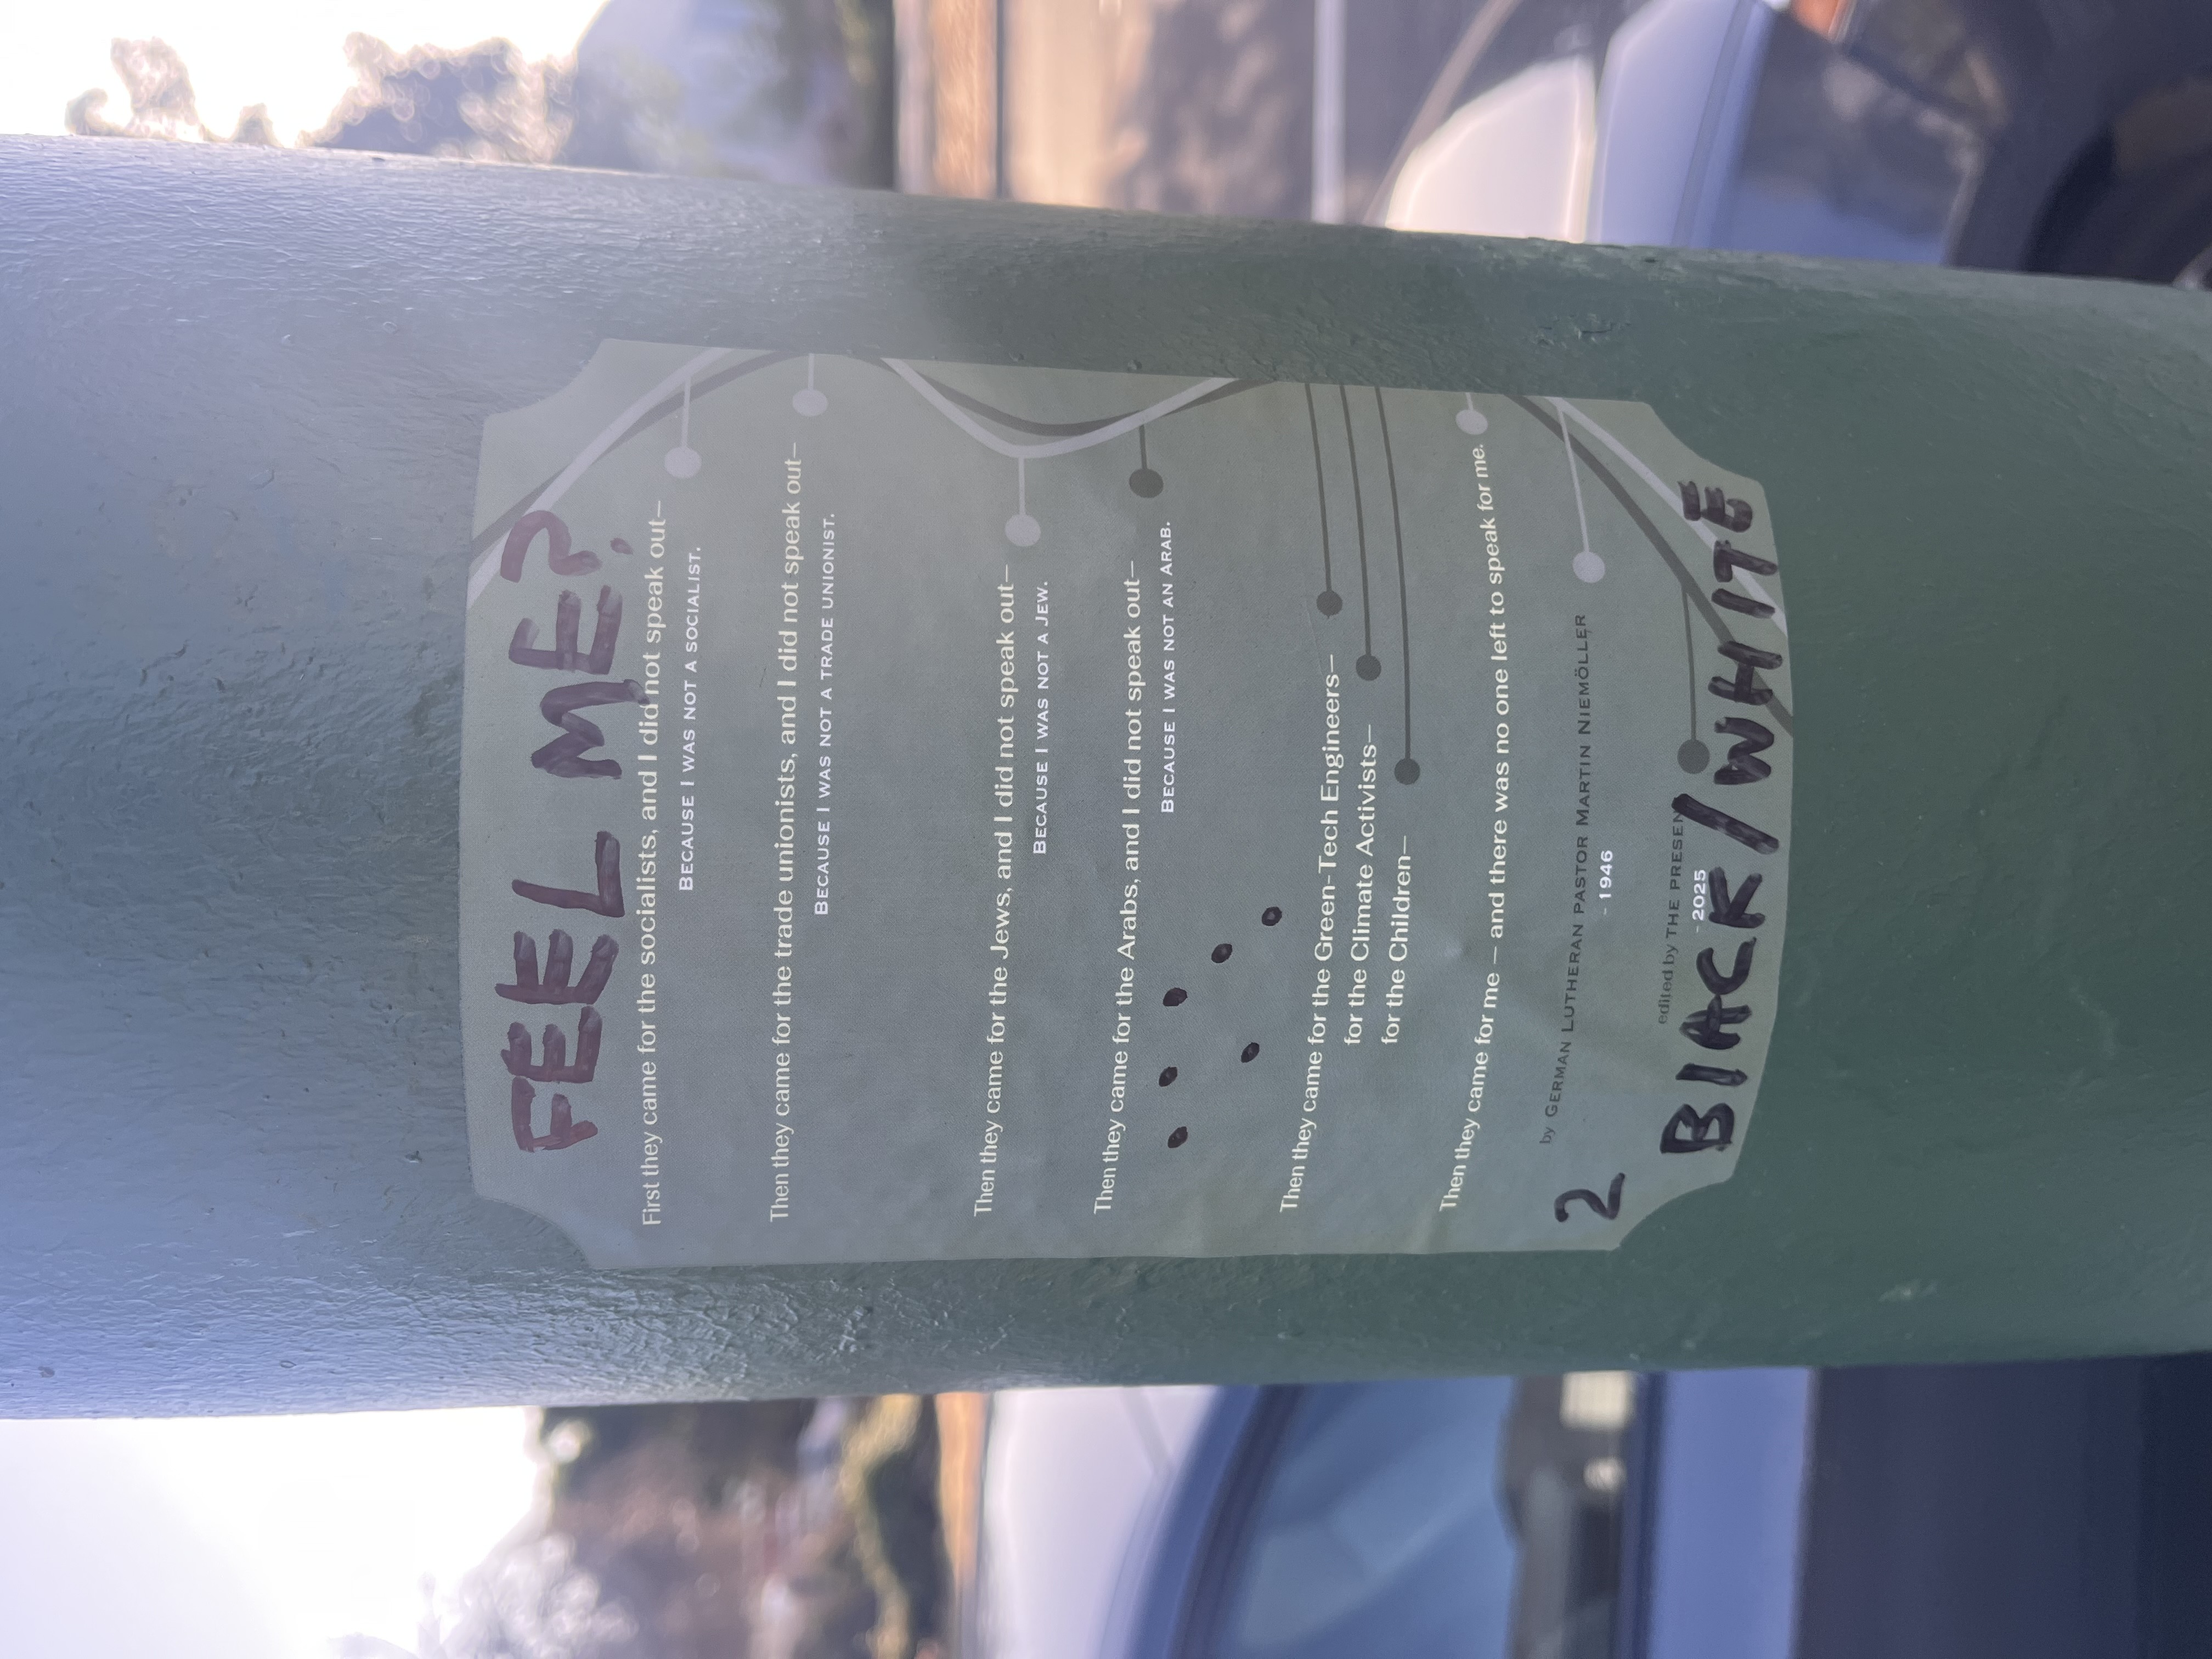 FEEL ME?
First they came for the socialists, and I did not speak out—
BECAUSE I WAS NOT A SOCIALIST.
Then they came for the trade unionists, and I did not speak out—
BECAUSE I WAS NOT A TRADE UNIONIST.
Then they came for the Jews, and I did not speak out—
BECAUSE I WAS NOT A JEW.
Then they came for the Arabs, and I did not speak out—
BECAUSE I WAS NOT AN ARAB.
Then they came for the Green-Tech Engineers—
for the Climate Activists—
for the Children—
Then they came for me — and there was no one left to speak for me.
by GERMAN LUTHERAN PASTOR MARTIN NIEMÖLLER
- 1946
2
edited by THE PRESENT
- 2025
BlACK/WHITE